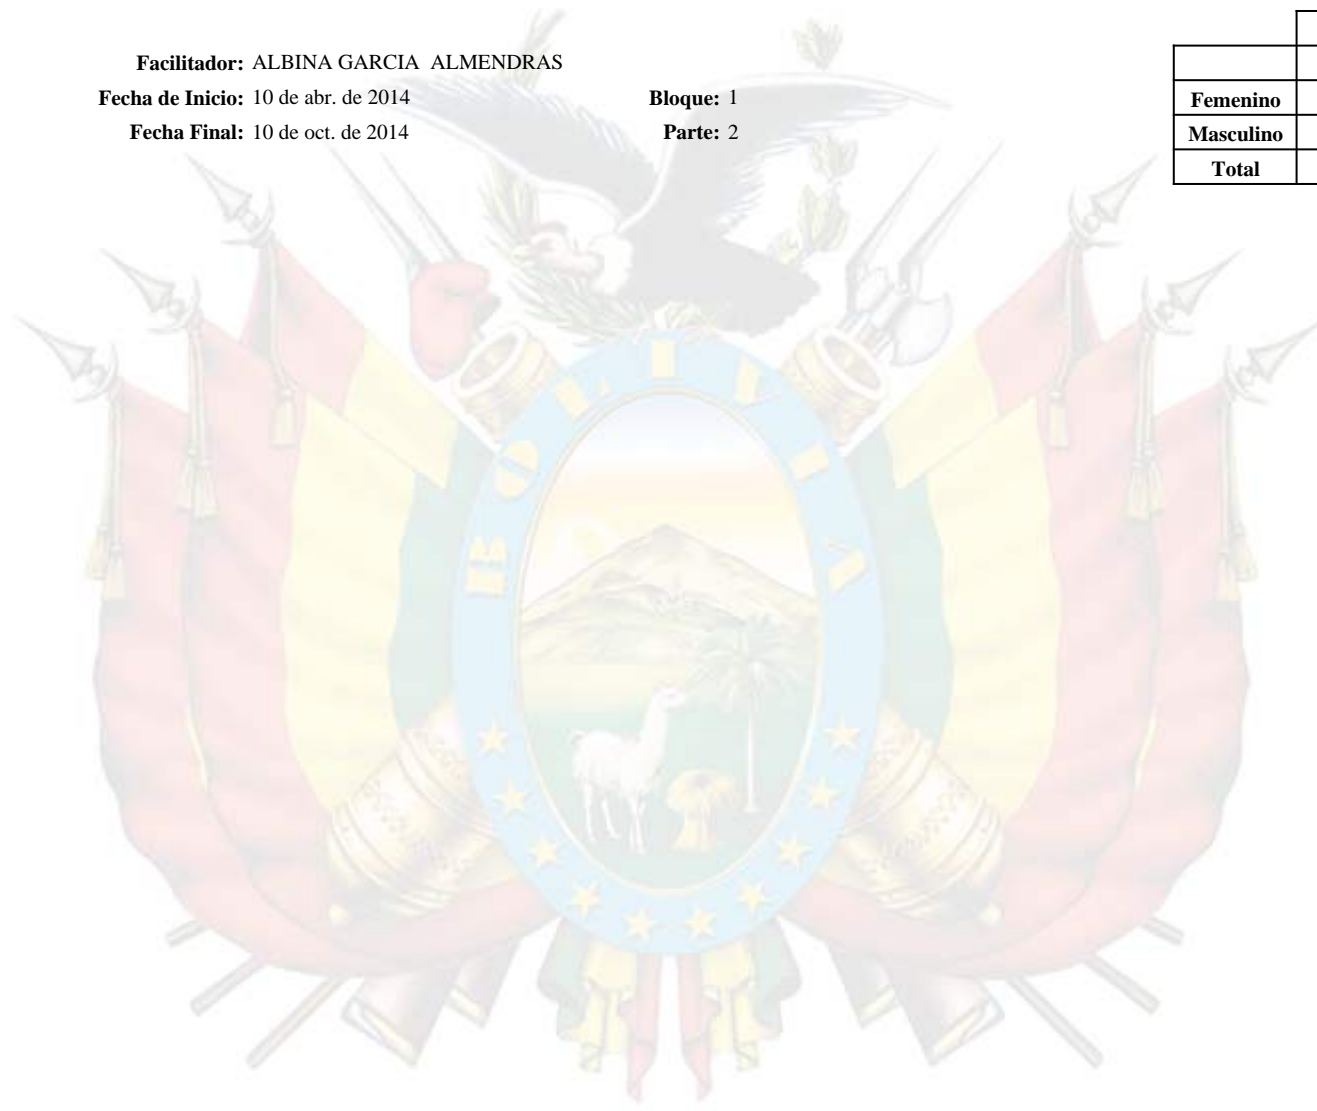 Facilitador: ALBINA GARCIA ALMENDRAS
Fecha de Inicio: 10 de abr. de 2014 Bloque: 1
Fecha Final: 10 de oct. de 2014 Parte: 2
Femenino
Masculino
Total
BOLIVIA